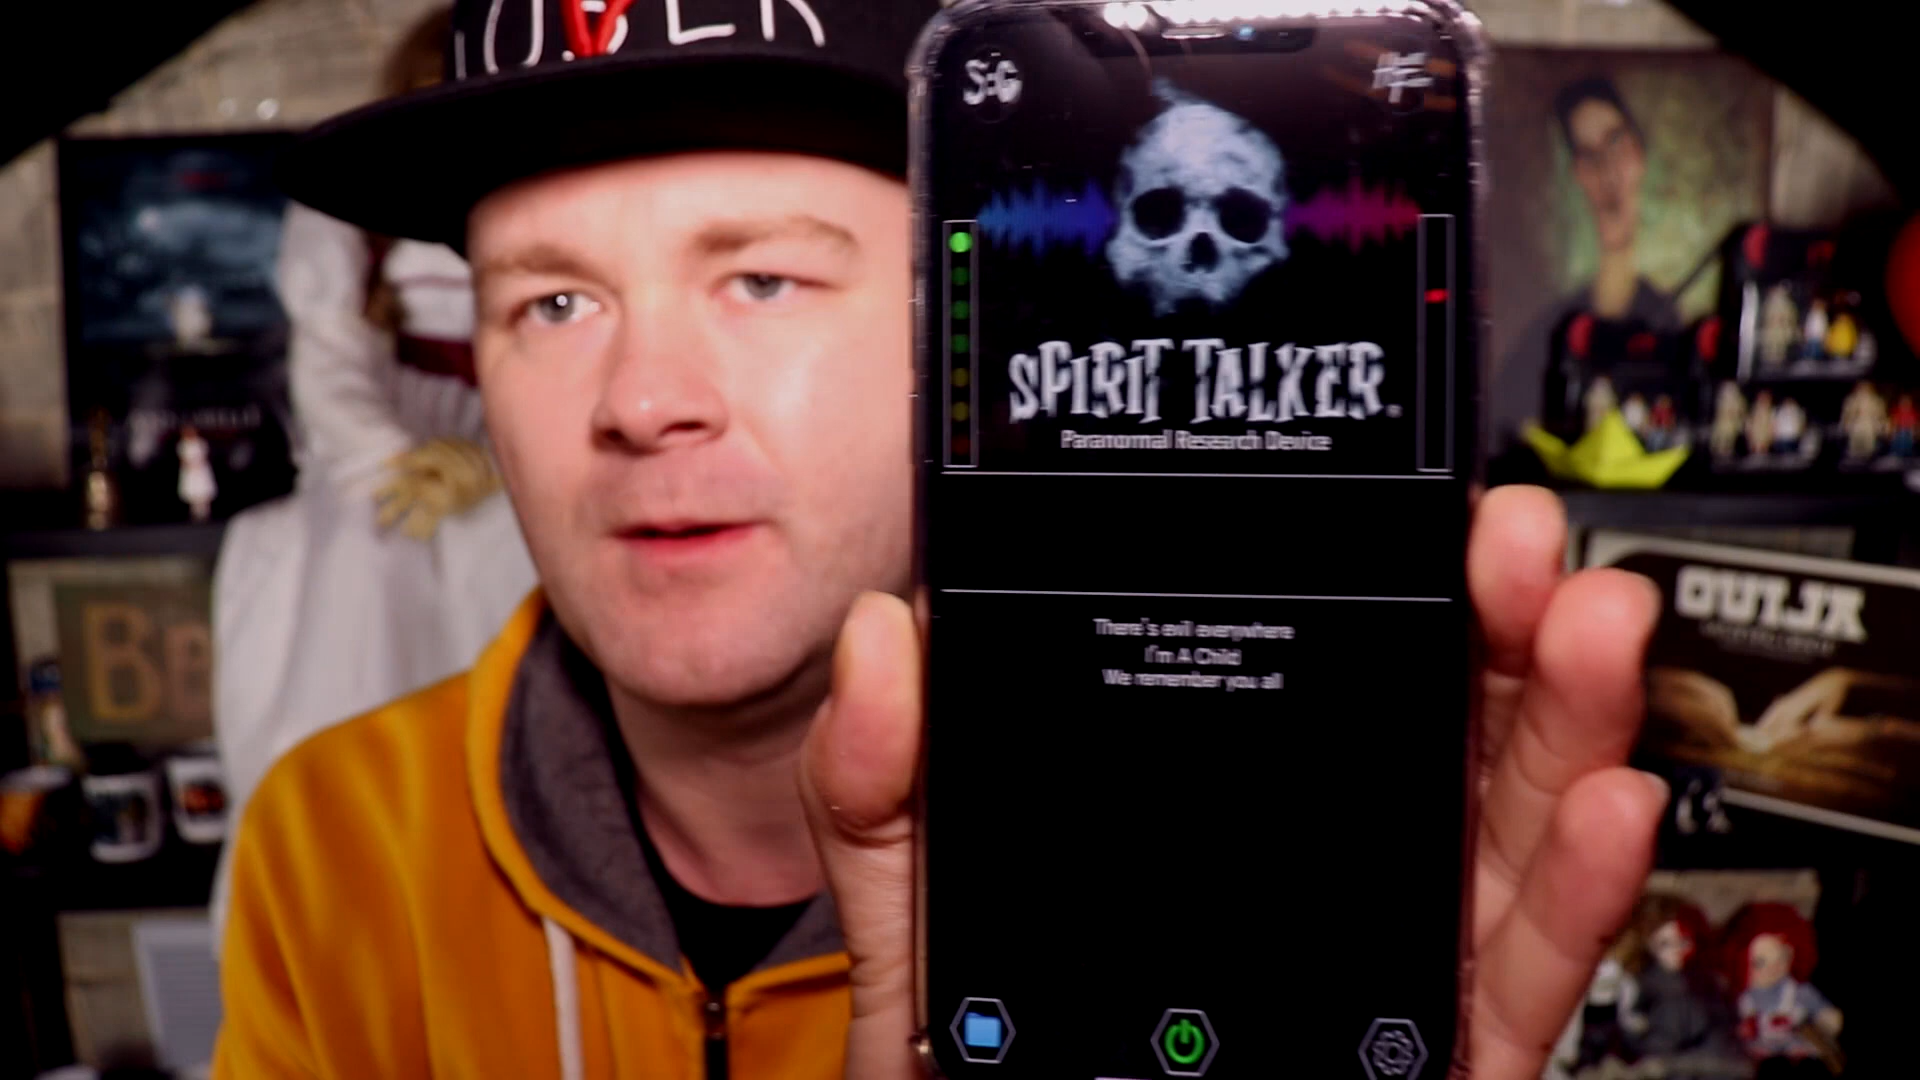 S:G
SPIRIT TALKER.
Paranormal Research Device
There's evil everywhere
I'm A Child
We remember you all
OUIJA